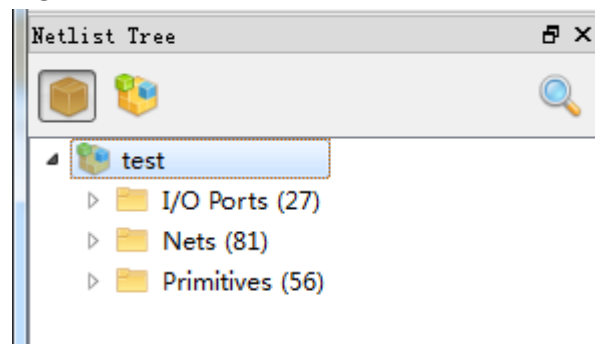 Netlist Tree
test
I/O Ports (27)
Nets (81)
Primitives (56)